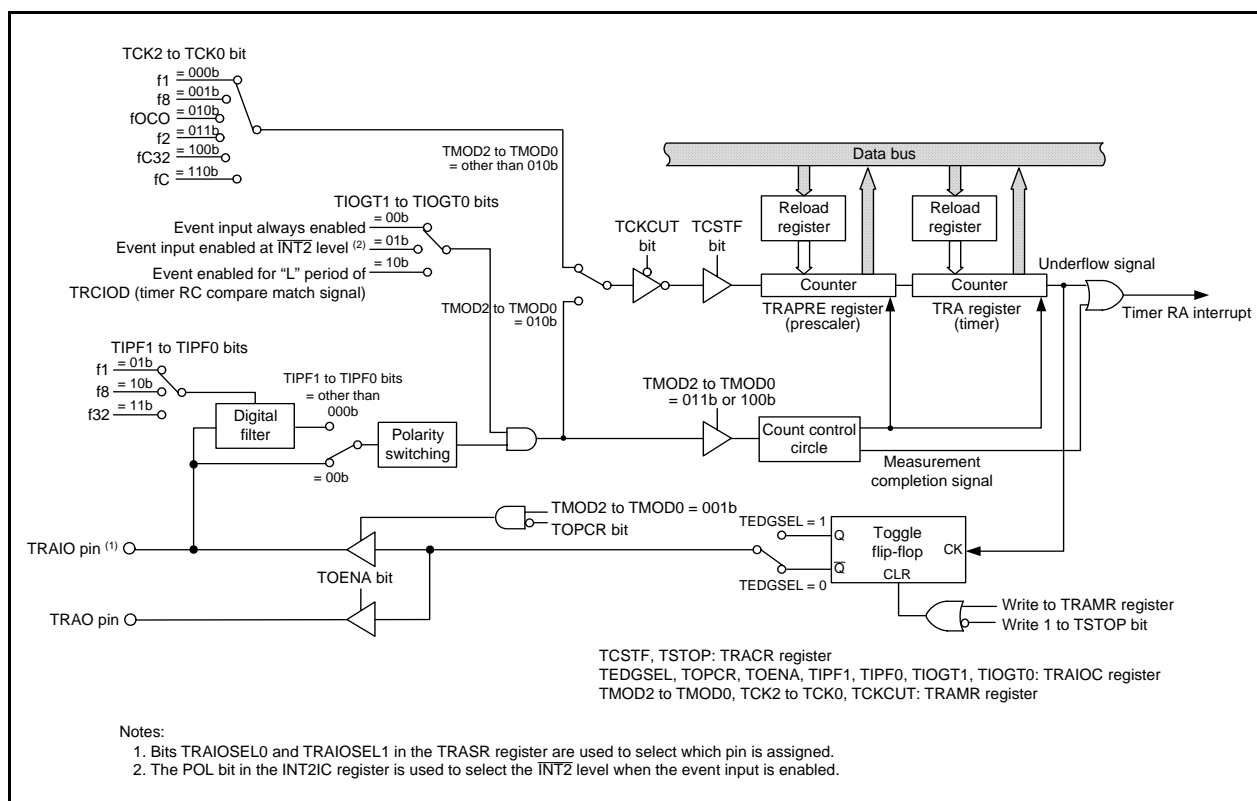 TCK2 to TCK0 bit
f1
= 000b
f8
= 001b
fOCO
= 010b
f2
= 011b
fC32
= 100b
fC
= 110b
TMOD2 to TMOD0
= other than 010b
Data bus
TIOGT1 to TIOGT0 bits
Event input always enabled
= 00b
Event input enabled at INT2 level (2)
= 01b
Event enabled for “L” period of
TRCIOD (timer RC compare match signal)
= 10b
TCKCUT
bit
TCSTF
bit
Reload
register
Reload
register
Counter
Counter
TRAPRE register
(prescaler)
TRA register
(timer)
Underflow signal
Timer RA interrupt
TMOD2 to TMOD0
= 010b
TIPF1 to TIPF0 bits
f1
= 01b
f8
= 10b
f32
= 11b
Digital
filter
TIPF1 to TIPF0 bits
= other than
000b
= 00b
Polarity
switching
TMOD2 to TMOD0
= 011b or 100b
Count control
circle
Measurement
completion signal
TMOD2 to TMOD0 = 001b
TOPCR bit
TRAIO pin (1)
TOENA bit
TRAO pin
TEDGSEL = 1
TEDGSEL = 0
Q
Q
Toggle
flip-flop
CK
CLR
Write to TRAMR register
Write 1 to TSTOP bit
TCSTF, TSTOP: TRACR register
TEDGSEL, TOPCR, TOENA, TIPF1, TIPF0, TIOGT1, TIOGT0: TRAIOC register
TMOD2 to TMOD0, TCK2 to TCK0, TCKCUT: TRAMR register
Notes:
1. Bits TRAIOSEL0 and TRAIOSEL1 in the TRASR register are used to select which pin is assigned.
2. The POL bit in the INT2IC register is used to select the INT2 level when the event input is enabled.